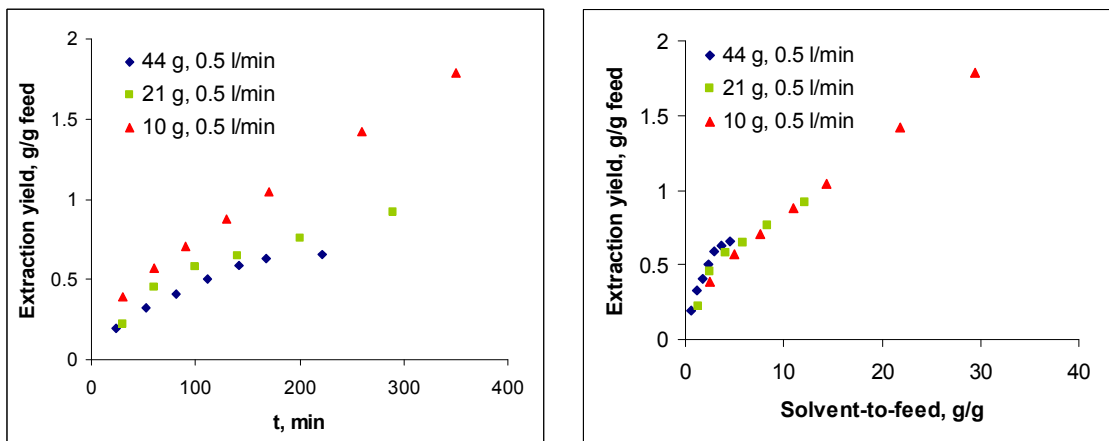 2
1.5
1
0.5
0
Extraction yield, g/g feed
44 g, 0.5 l/min
21 g, 0.5 l/min
10 g, 0.5 l/min
0 100 200 300 400
t, min
2
1.5
1
0.5
0
Extraction yield, g/g feed
44 g, 0.5 l/min
21 g, 0.5 l/min
10 g, 0.5 l/min
0 10 20 30 40
Solvent-to-feed, g/g